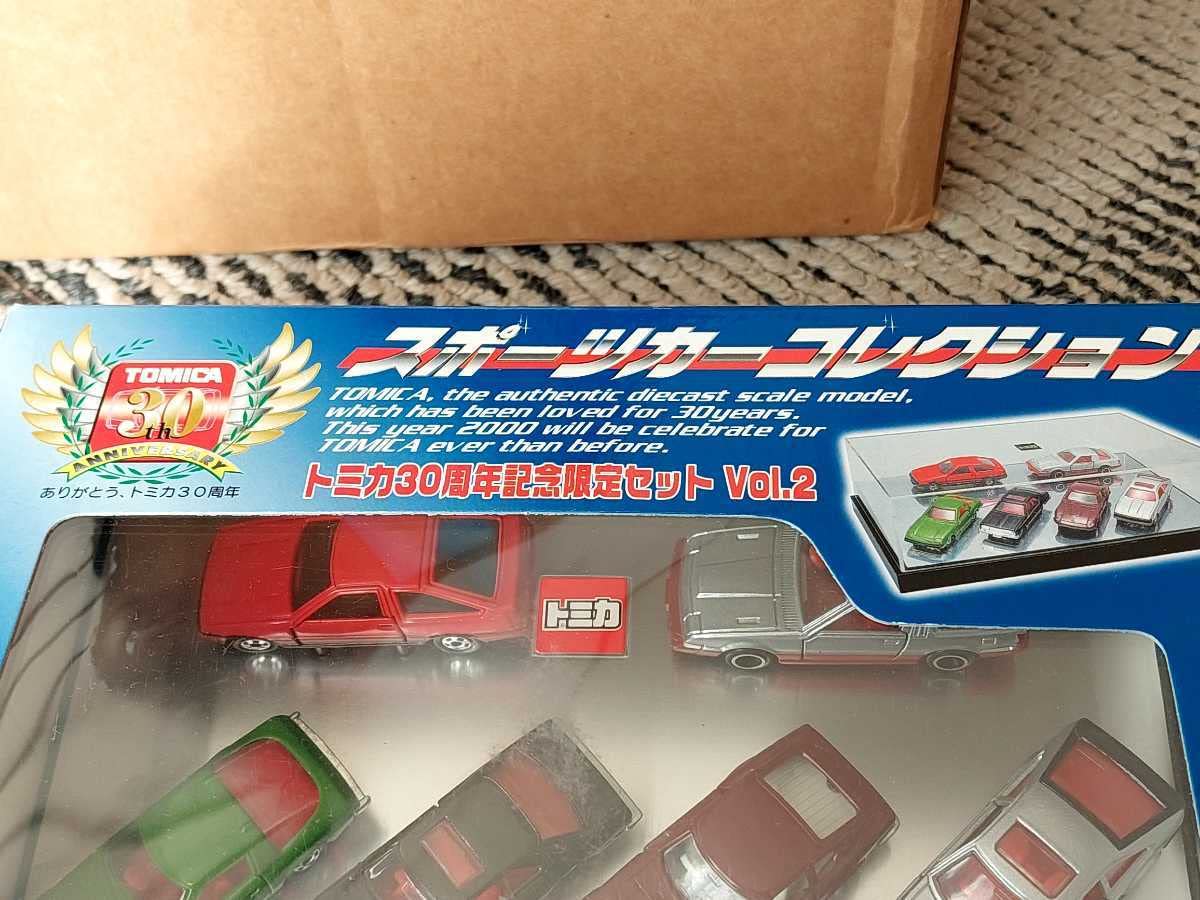 TOMICA
30th
ANNIVERSARY
ありがとう、トミカ30周年
スポーツカーコレクション
TOMICA, the authentic diecast scale model,
which has been loved for 30years.
This year 2000 will be celebrate for
TOMICA ever than before.
トミカ30周年記念限定セット Vol.2
トミカ